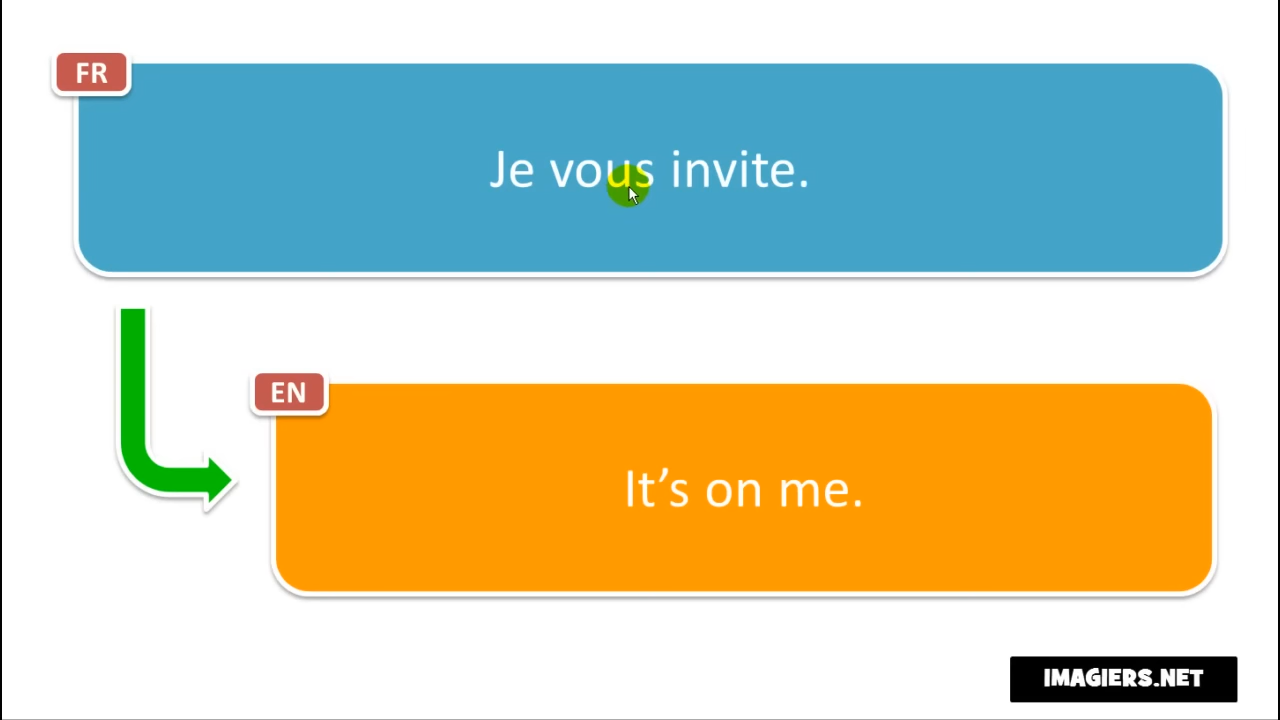 FR
Je vous invite.
EN
It’s on me.
IMAGIERS.NET